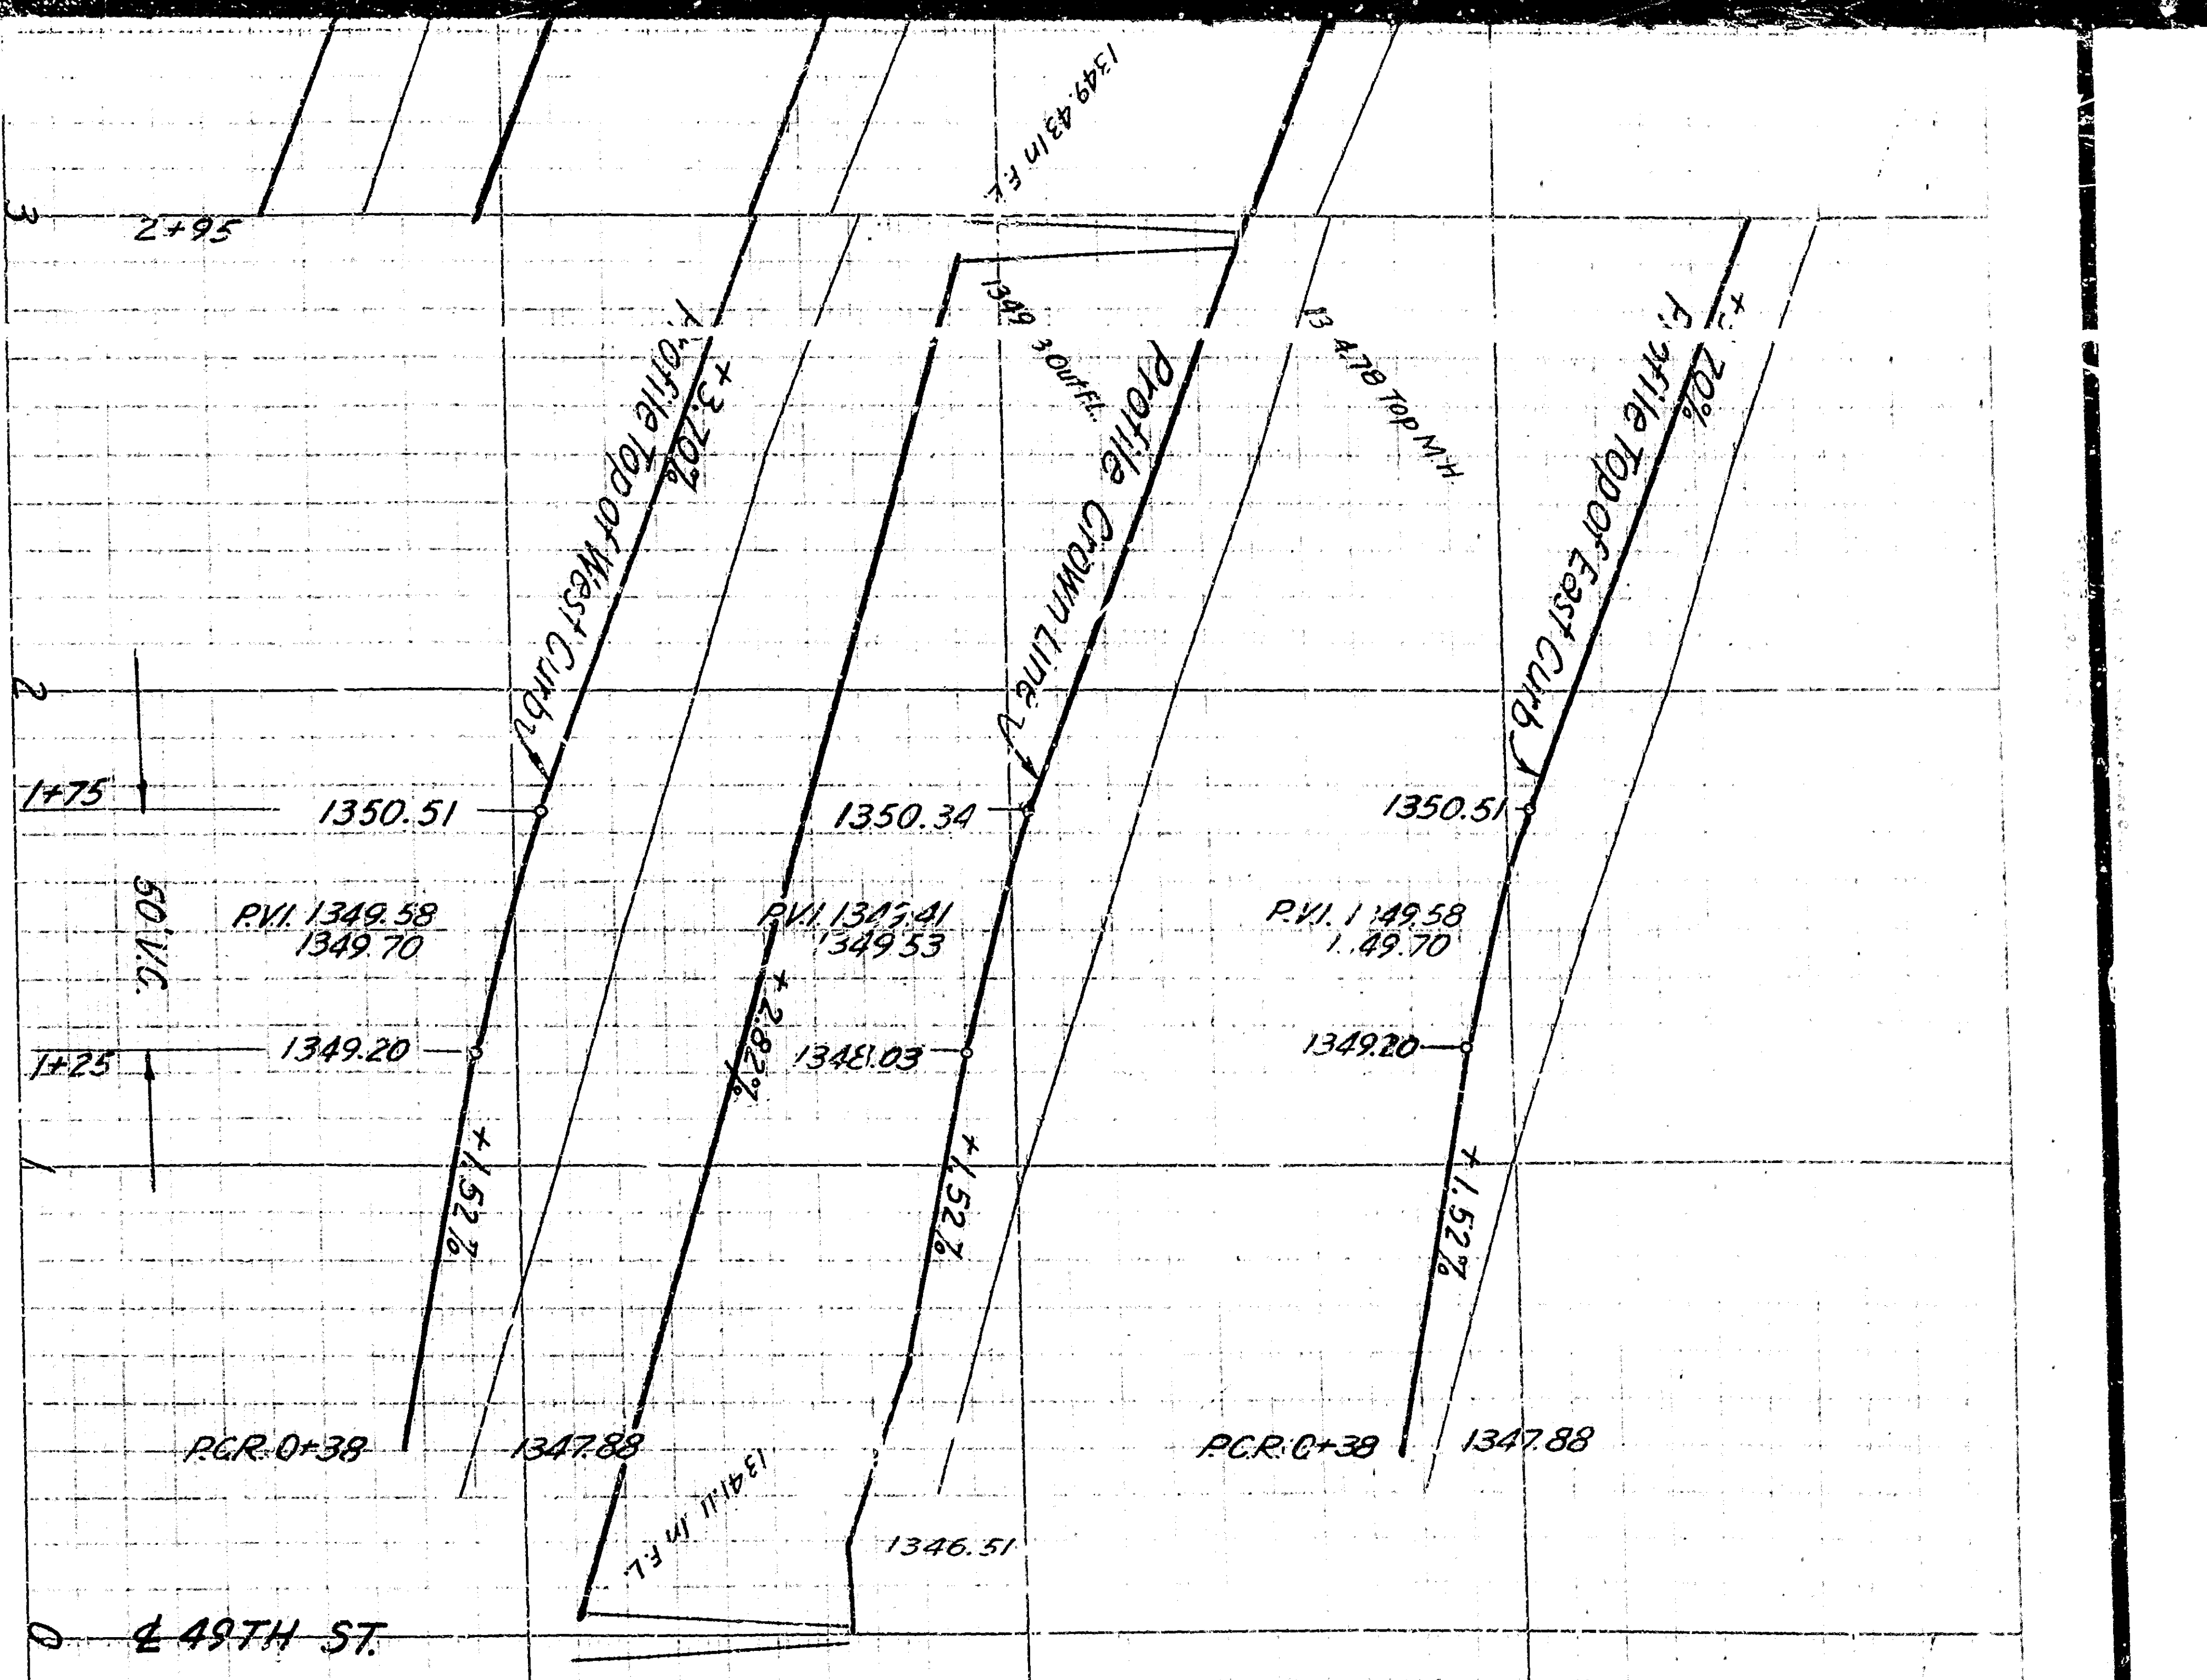 1349.43 In F.L.
3
2+95
1349 3 Out F.L.
4.78 Top M.H.
Profile Top of West Curb
+3.70%
Profile Crown Line
Profile Top of East Curb
70%
2
1+75
1350.51
1350.34
1350.51
50' V.C.
P.V.I. 1349.58
1349.70
P.V.I. 41
1349.53
P.V.I. 49.58
49.70
+2.82%
1+25
1349.20
1349.20
+1.52%
+1.52%
+1.52%
1
P.C.R. 0+38
1347.88
P.C.R. 0+38
1347.88
1341.11 In F.L.
1346.51
0
℄ 49TH ST.